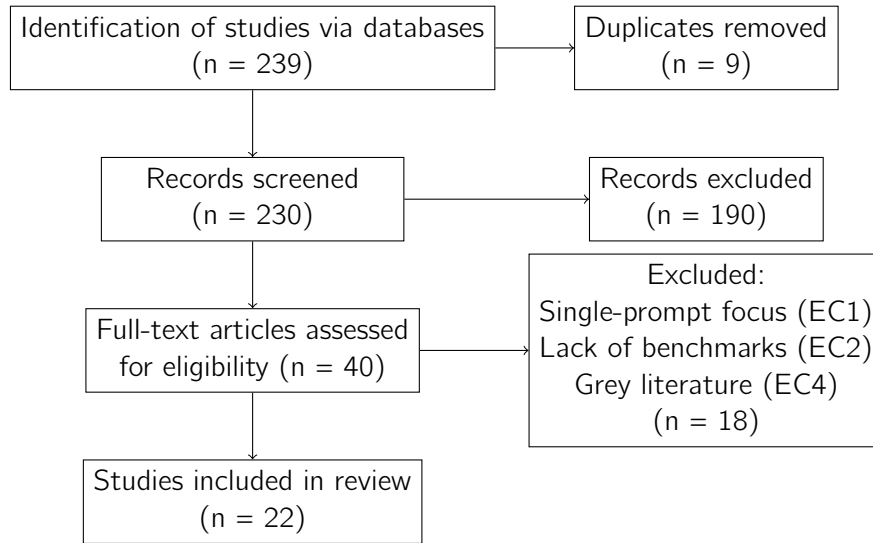 Identification of studies via databases
(n = 239)
Duplicates removed
(n = 9)
Records screened
(n = 230)
Records excluded
(n = 190)
Full-text articles assessed
for eligibility (n = 40)
Excluded:
Single-prompt focus (EC1)
Lack of benchmarks (EC2)
Grey literature (EC4)
(n = 18)
Studies included in review
(n = 22)